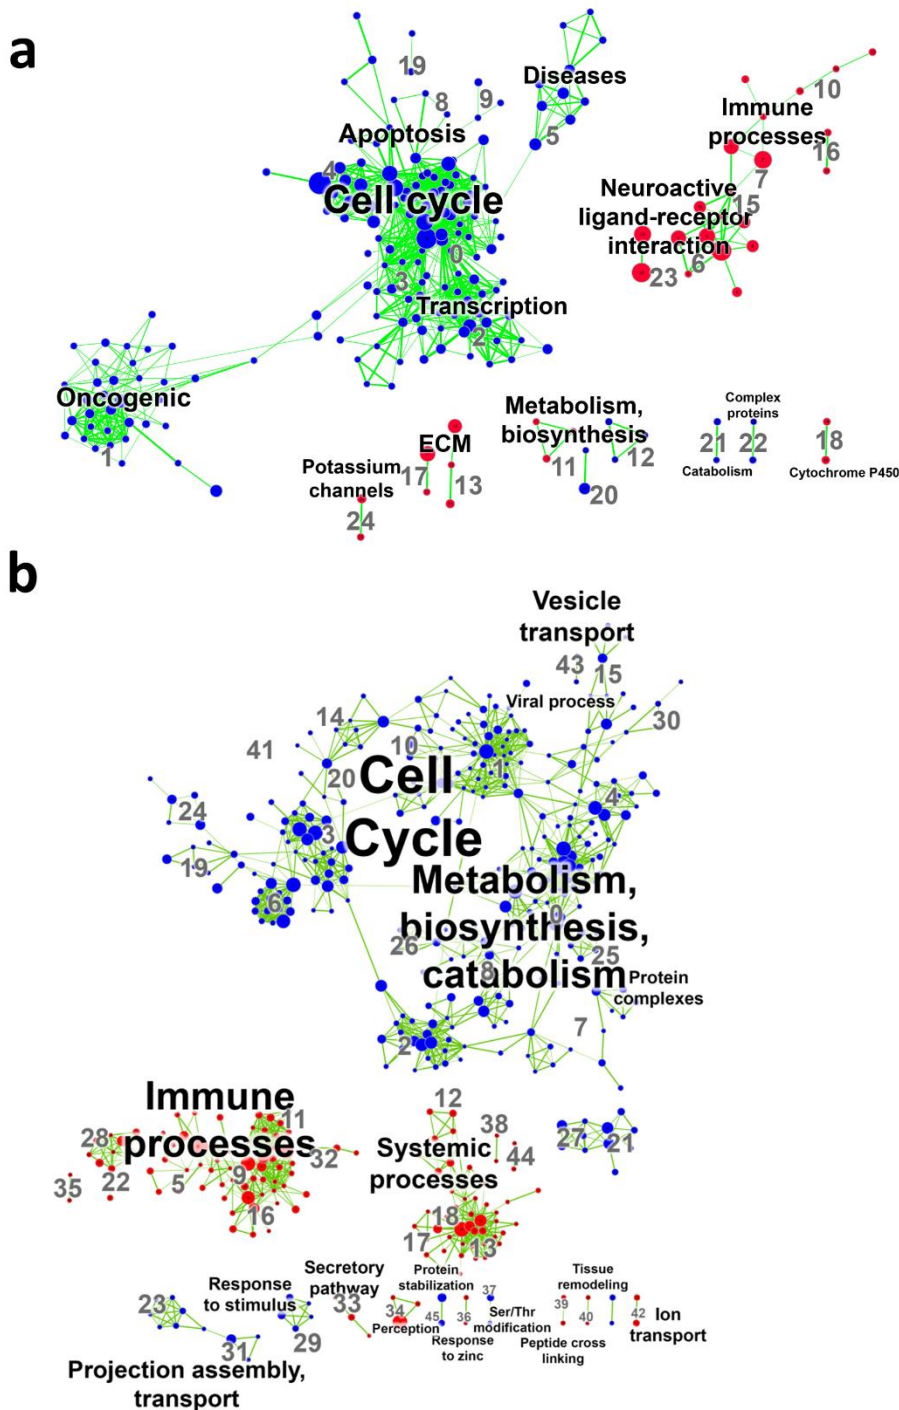 a
19
Diseases
10
8
9
Immune
processes
Apoptosis
5
16
4
7
Cell cycle
Neuroactive
15
ligand-receptor
interaction
0
6
23
3
Transcription
2
Oncogenic
1
Metabolism,
biosynthesis
Complex
proteins
ECM
21
22
18
Potassium
channels
17
13
11
12
Catabolism
Cytochrome P450
20
24
b
Vesicle
transport
43
15
Viral process
30
14
41
10
1
20
Cell
4
24
3
Cycle
19
Metabolism,
6
0
biosynthesis,
26
25
8
catabolism
Protein
complexes
7
2
Immune
processes
12
11
38
28
44
27
21
32
Systemic
processes
9
5
35
22
16
18
17
13
Secretory
pathway
Protein
stabilization
37
Tissue
remodeling
Response
to stimulus
23
33
34
45
36
39
40
42
Ion
transport
Perception
Ser/Thr
modification
Response
to zinc
Peptide cross
linking
29
31
Projection assembly,
transport